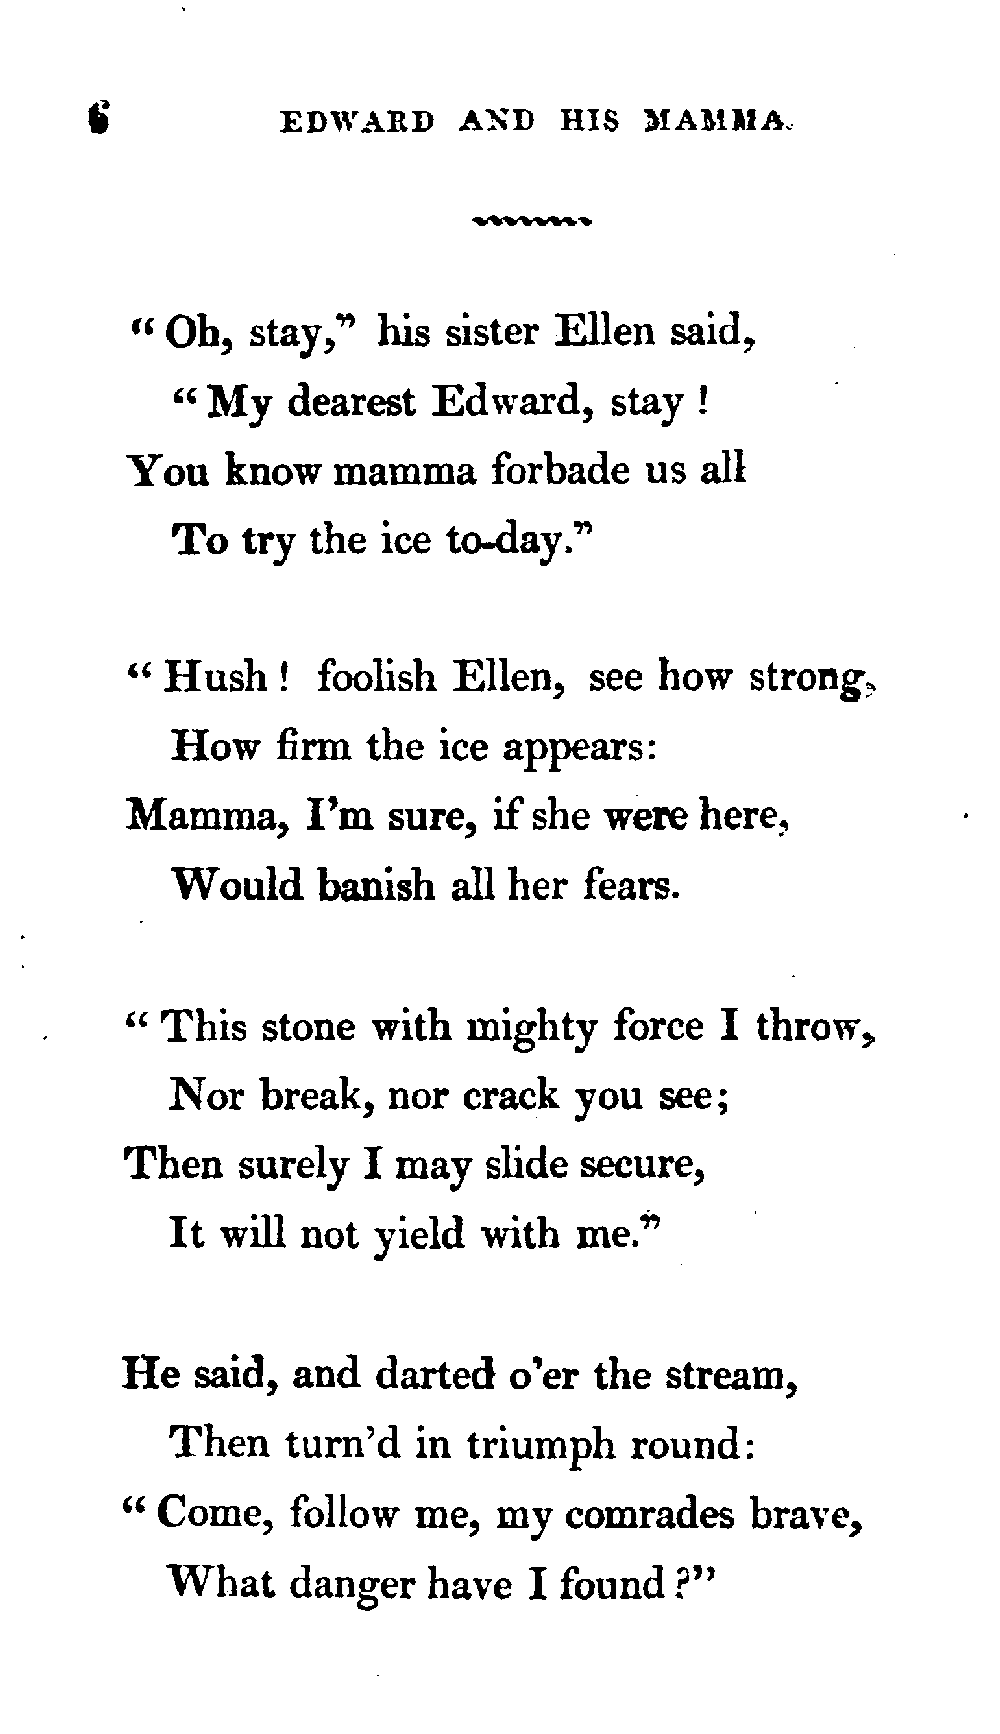 6 EDWARD AND HIS MAMMA.
“ Oh, stay,” his sister Ellen said,
“ My dearest Edward, stay !
You know mamma forbade us all
To try the ice to-day.”
“ Hush ! foolish Ellen, see how strong,
How firm the ice appears:
Mamma, I’m sure, if she were here,
Would banish all her fears.
“ This stone with mighty force I throw,
Nor break, nor crack you see;
Then surely I may slide secure,
It will not yield with me.”
He said, and darted o’er the stream,
Then turn’d in triumph round:
“ Come, follow me, my comrades brave,
What danger have I found ?”